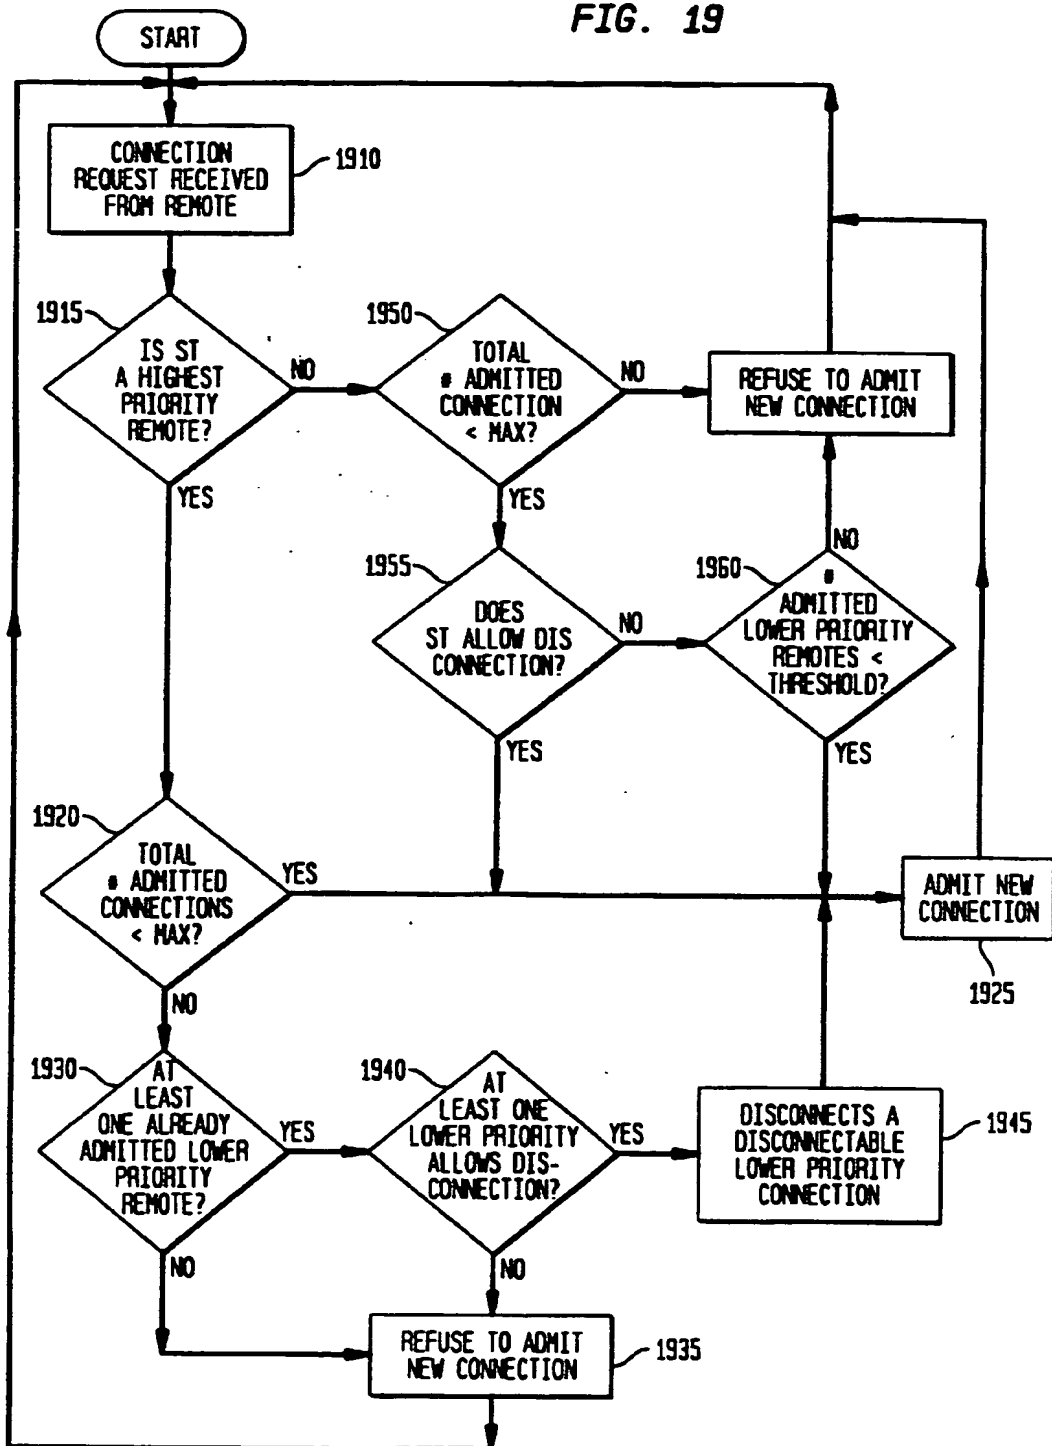 FIG. 19
START
CONNECTION
REQUEST RECEIVED
FROM REMOTE
1910
1915
IS ST
A HIGHEST
PRIORITY
REMOTE?
NO
YES
1950
TOTAL
# ADMITTED
CONNECTION
< MAX?
NO
YES
REFUSE TO ADMIT
NEW CONNECTION
1955
DOES
ST ALLOW DIS
CONNECTION?
NO
YES
1960
NO
#
ADMITTED
LOWER PRIORITY
REMOTES <
THRESHOLD?
YES
1920
TOTAL
# ADMITTED
CONNECTIONS
< MAX?
YES
NO
ADMIT NEW
CONNECTION
1925
1930
AT
LEAST
ONE ALREADY
ADMITTED LOWER
PRIORITY
REMOTE?
YES
NO
1940
AT
LEAST ONE
LOWER PRIORITY
ALLOWS DIS-
CONNECTION?
YES
NO
DISCONNECTS A
DISCONNECTABLE
LOWER PRIORITY
CONNECTION
1945
REFUSE TO ADMIT
NEW CONNECTION
1935